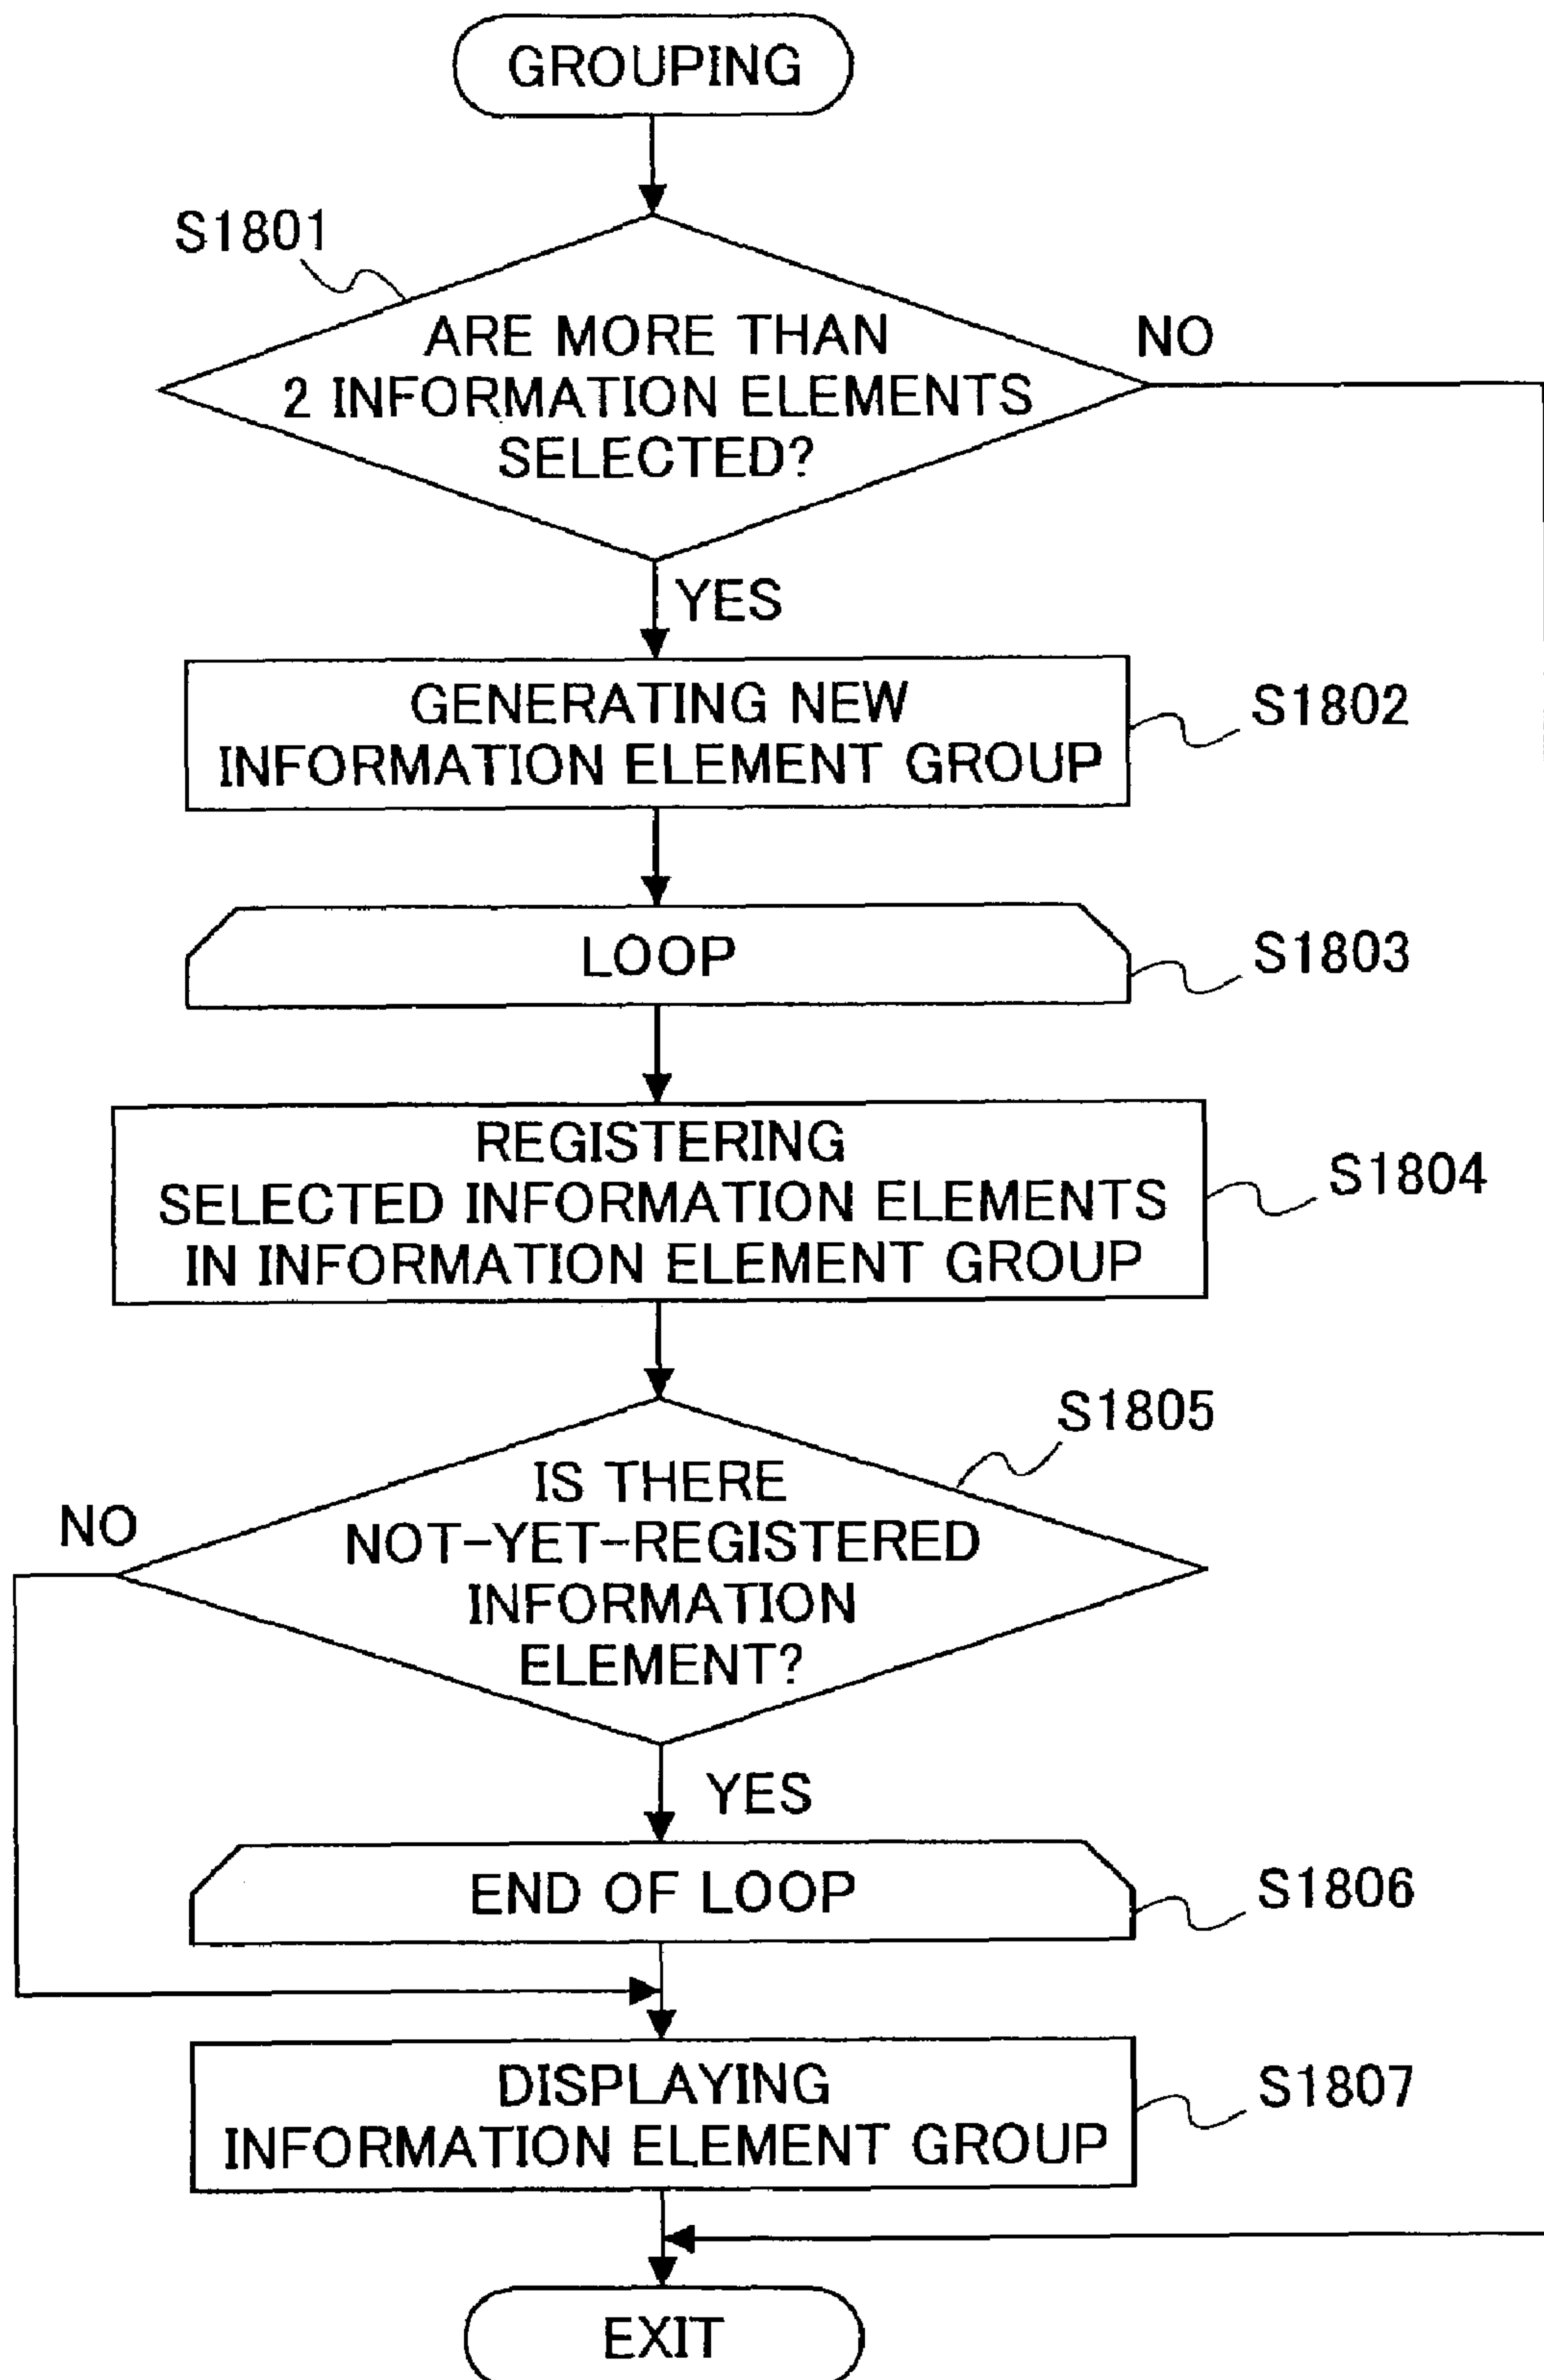 GROUPING
S1801
ARE MORE THAN
2 INFORMATION ELEMENTS
SELECTED?
NO
YES
GENERATING NEW
INFORMATION ELEMENT GROUP
S1802
LOOP
S1803
REGISTERING
SELECTED INFORMATION ELEMENTS
IN INFORMATION ELEMENT GROUP
S1804
S1805
IS THERE
NOT-YET-REGISTERED
INFORMATION
ELEMENT?
NO
YES
END OF LOOP
S1806
DISPLAYING
INFORMATION ELEMENT GROUP
S1807
EXIT